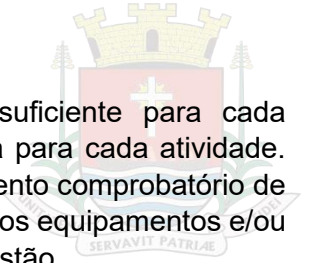 suficiente para cada
para cada atividade.
ento comprobatório de
os equipamentos e/ou
stão
SERVAVIT PATRIAE